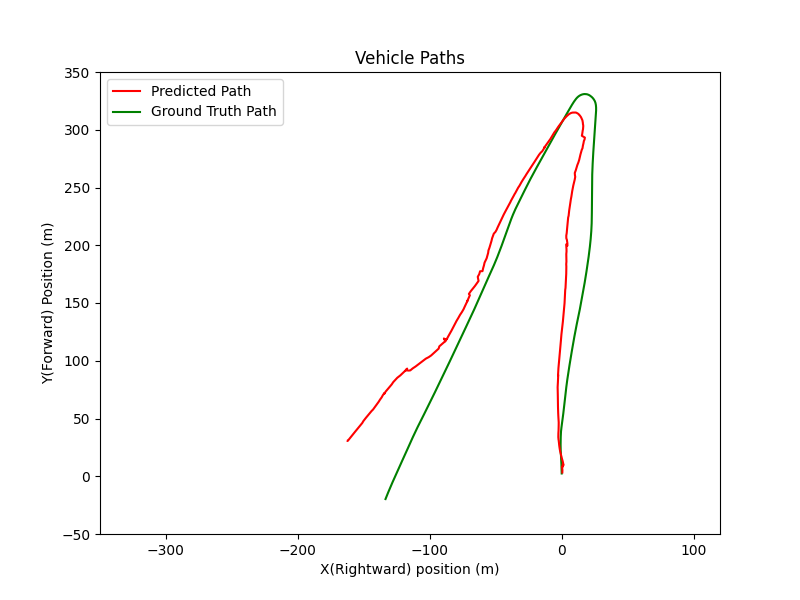 Vehicle Paths
Predicted Path
Ground Truth Path
350
300
250
200
150
100
50
0
−50
Y(Forward) Position (m)
−300
−200
−100
0
100
X(Rightward) position (m)